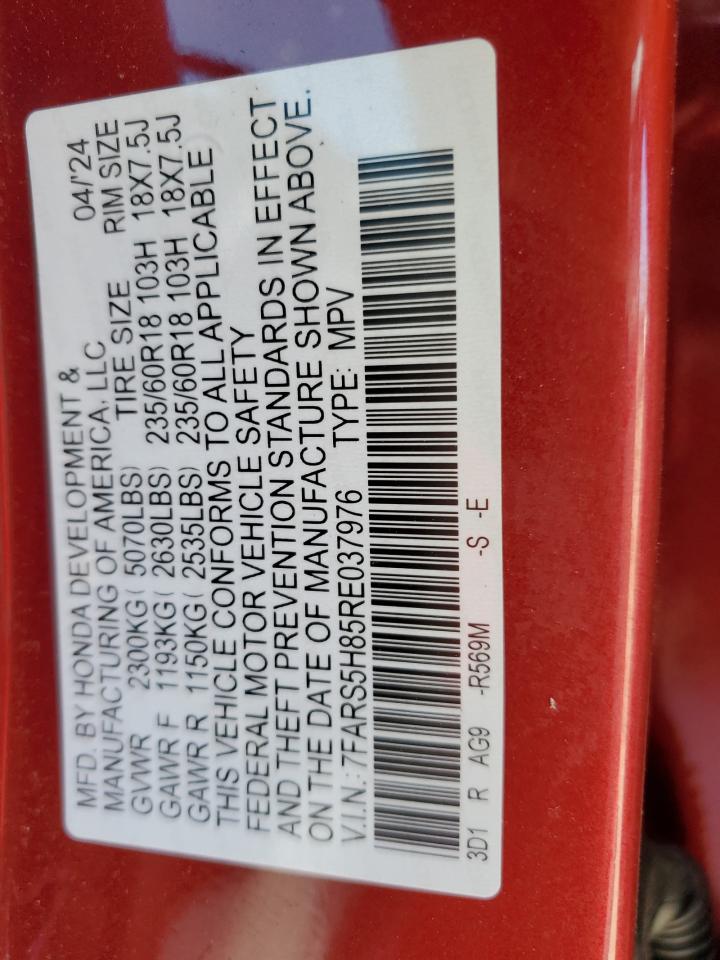 MFD. BY HONDA DEVELOPMENT &
MANUFACTURING OF AMERICA, LLC 04/'24
GVWR 2300KG( 5070LBS) TIRE SIZE RIM SIZE
GAWR F 1193KG( 2630LBS) 235/60R18 103H 18X7.5J
GAWR R 1150KG( 2535LBS) 235/60R18 103H 18X7.5J
THIS VEHICLE CONFORMS TO ALL APPLICABLE
FEDERAL MOTOR VEHICLE SAFETY
AND THEFT PREVENTION STANDARDS IN EFFECT
ON THE DATE OF MANUFACTURE SHOWN ABOVE.
V.I.N.:7FARS5H85RE037976 TYPE: MPV
3D1 R AG9 -R569M -S -E